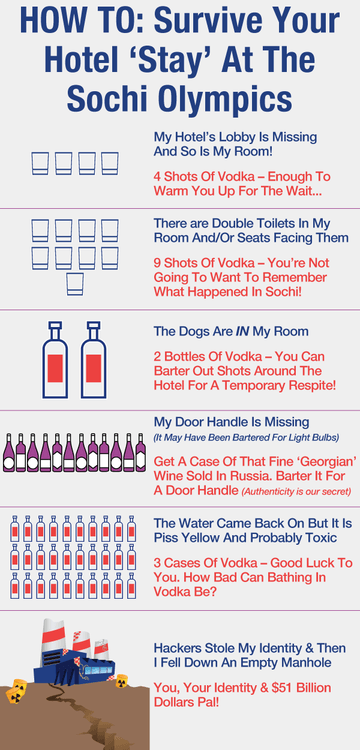 HOW TO: Survive Your
Hotel ‘Stay’ At The
Sochi Olympics
My Hotel’s Lobby Is Missing
And So Is My Room!
4 Shots Of Vodka – Enough To
Warm You Up For The Wait...
There are Double Toilets In My
Room And/Or Seats Facing Them
9 Shots Of Vodka – You’re Not
Going To Want To Remember
What Happened In Sochi!
The Dogs Are IN My Room
2 Bottles Of Vodka – You Can
Barter Out Shots Around The
Hotel For A Temporary Respite!
My Door Handle Is Missing
(It May Have Been Bartered For Light Bulbs)
Get A Case Of That Fine ‘Georgian’
Wine Sold In Russia. Barter It For
A Door Handle (Authenticity is our secret)
The Water Came Back On But It Is
Piss Yellow And Probably Toxic
3 Cases Of Vodka – Good Luck To
You. How Bad Can Bathing In
Vodka Be?
Hackers Stole My Identity & Then
I Fell Down An Empty Manhole
You, Your Identity & $51 Billion
Dollars Pal!